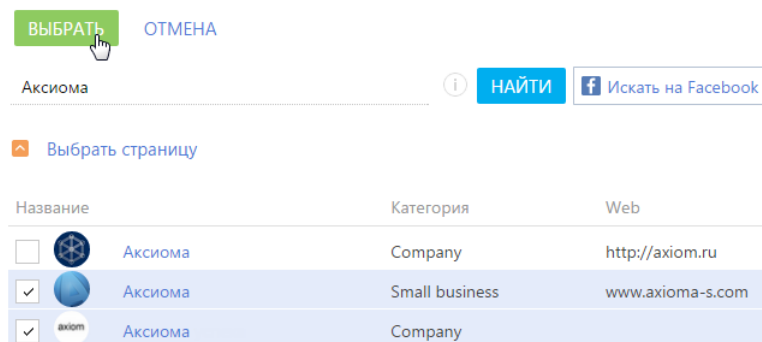 ВЫБРАТЬ ОТМЕНА
Аксиома НАЙТИ Искать на Facebook
Выбрать страницу
Название Категория Web
Аксиома Company http://axiom.ru
Аксиома Small business www.axioma-s.com
axiom Аксиома Company